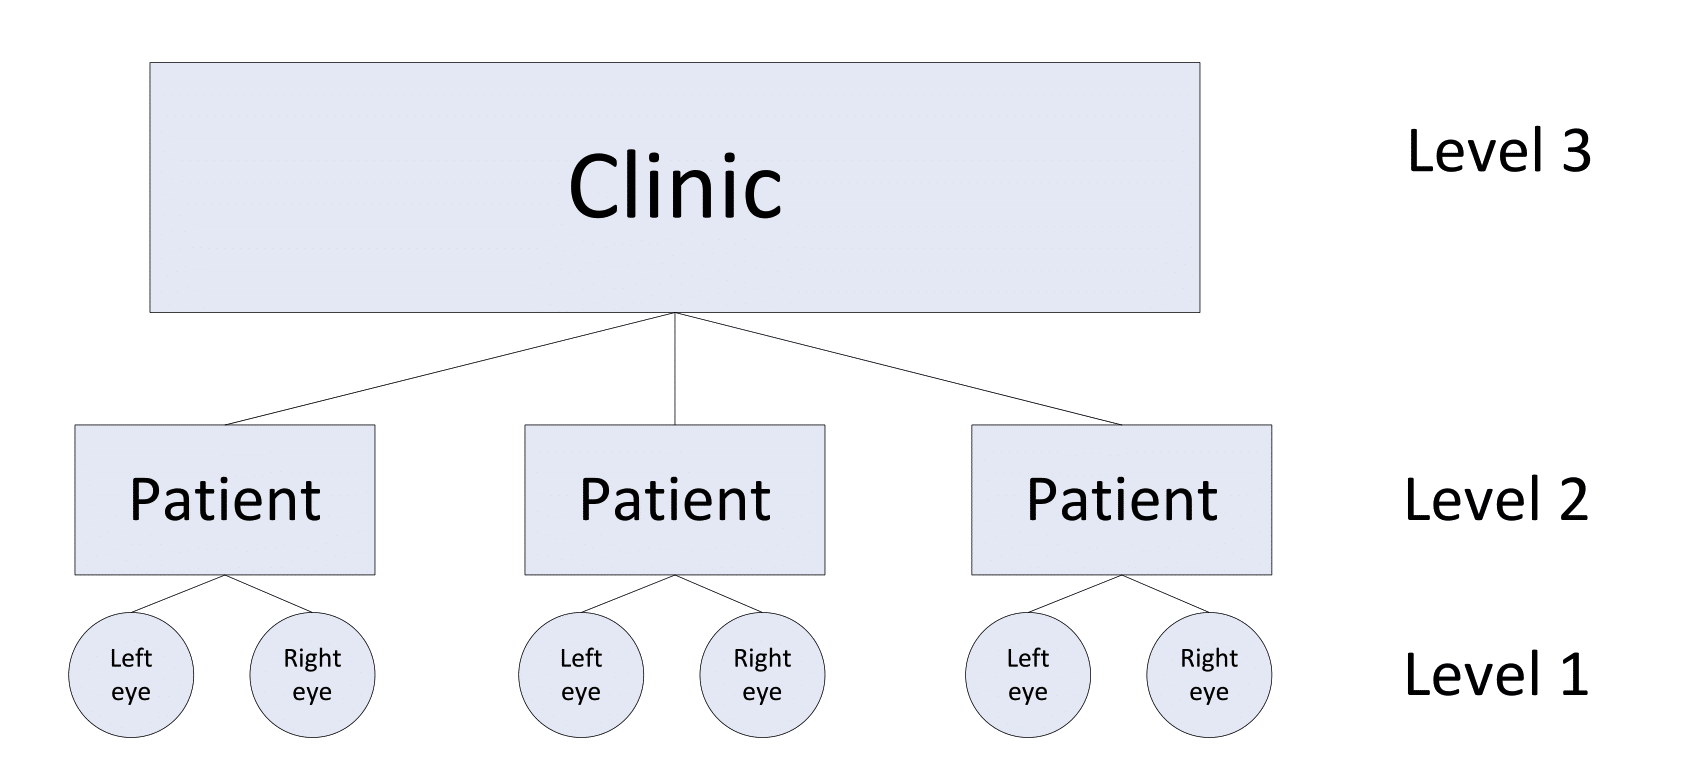 Clinic
Level 3
Patient
Patient
Patient
Level 2
Left
eye
Right
eye
Left
eye
Right
eye
Left
eye
Right
eye
Level 1